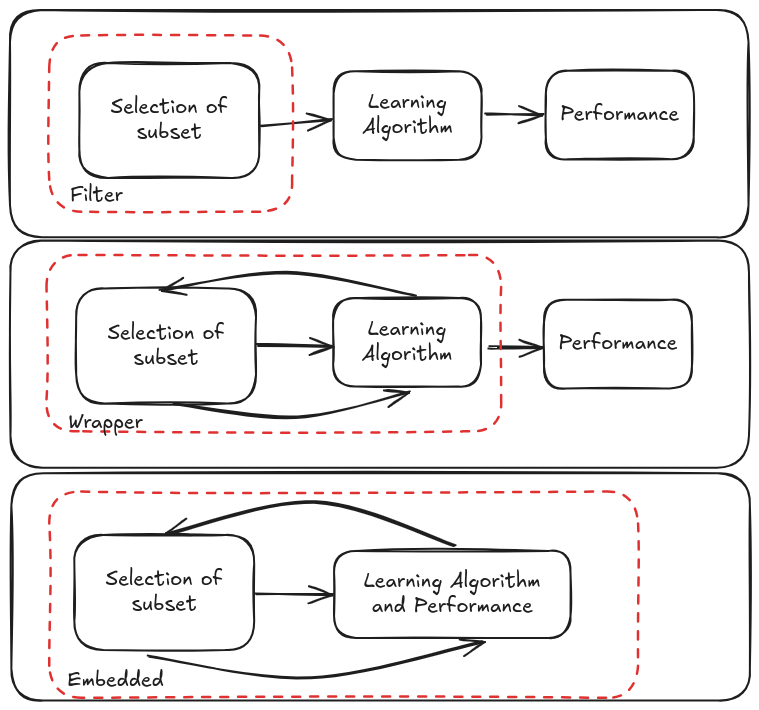 Selection of
subset
Learning
Algorithm
Performance
Filter
Selection of
subset
Learning
Algorithm
Performance
Wrapper
Selection of
subset
Learning Algorithm
and Performance
Embedded